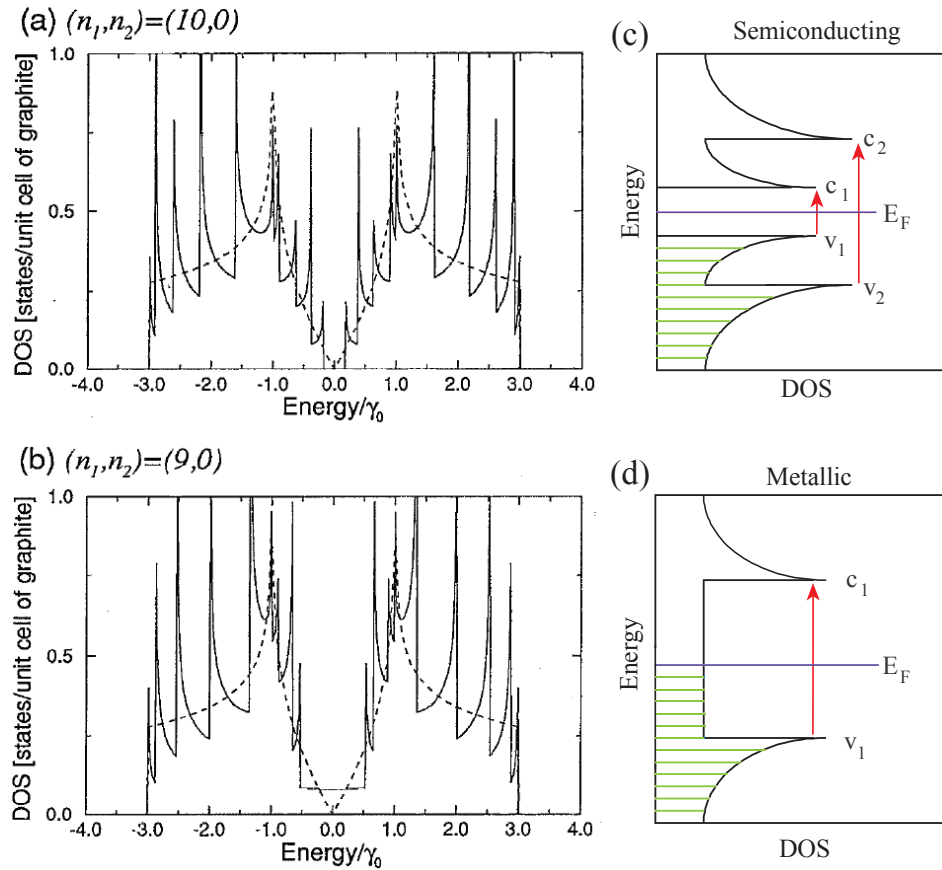 (a) (n₁,n₂)=(10,0)
DOS [states/unit cell of graphite]
1.0
0.5
0.0
-4.0 -3.0 -2.0 -1.0 0.0 1.0 2.0 3.0 4.0
Energy/γ₀
(c) Semiconducting
Energy
c₂
c₁
E_F
v₁
v₂
DOS
(b) (n₁,n₂)=(9,0)
DOS [states/unit cell of graphite]
1.0
0.5
0.0
-4.0 -3.0 -2.0 -1.0 0.0 1.0 2.0 3.0 4.0
Energy/γ₀
(d) Metallic
Energy
c₁
E_F
v₁
DOS